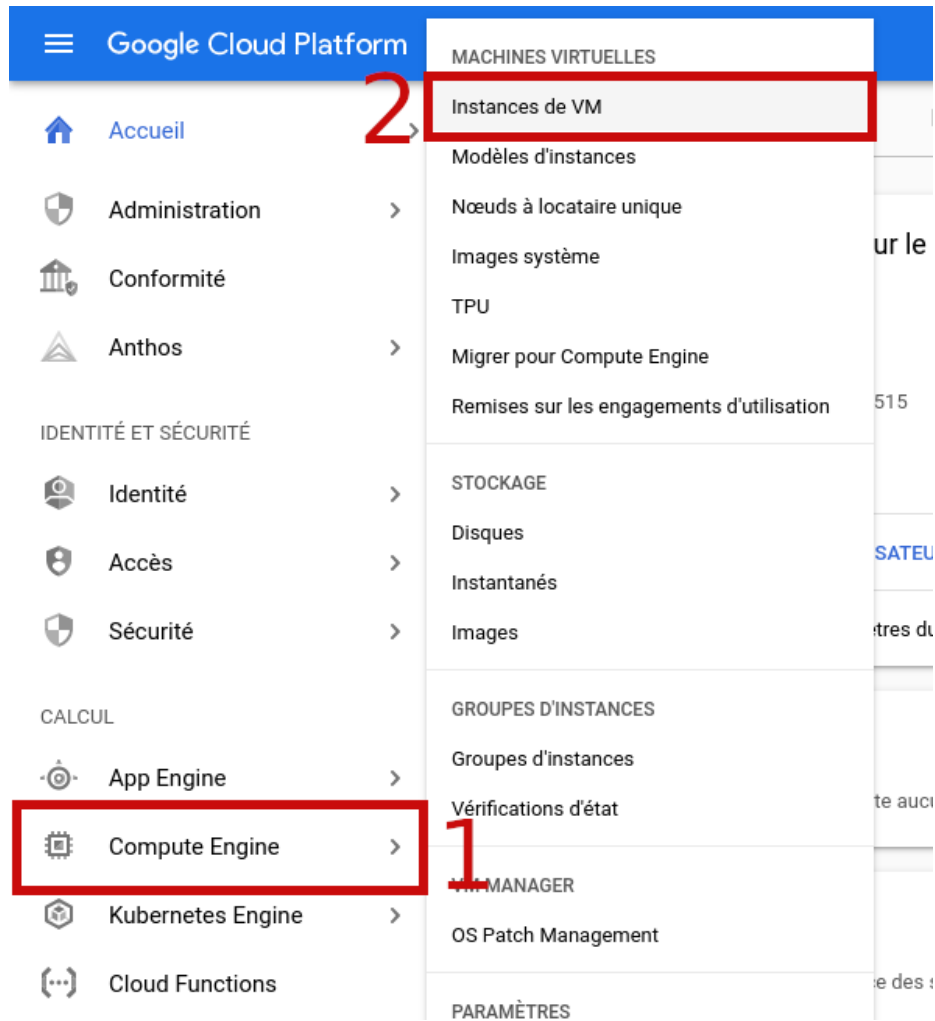 Google Cloud Platform
Accueil
Administration
Conformité
Anthos
IDENTITÉ ET SÉCURITÉ
Identité
Accès
Sécurité
CALCUL
App Engine
Compute Engine
1
Kubernetes Engine
Cloud Functions
MACHINES VIRTUELLES
2
Instances de VM
Modèles d'instances
Nœuds à locataire unique
Images système
TPU
Migrer pour Compute Engine
Remises sur les engagements d'utilisation
STOCKAGE
Disques
Instantanés
Images
GROUPES D'INSTANCES
Groupes d'instances
Vérifications d'état
VM MANAGER
OS Patch Management
PARAMÈTRES
ur le
515
SATEU
tres du
te auc
e des